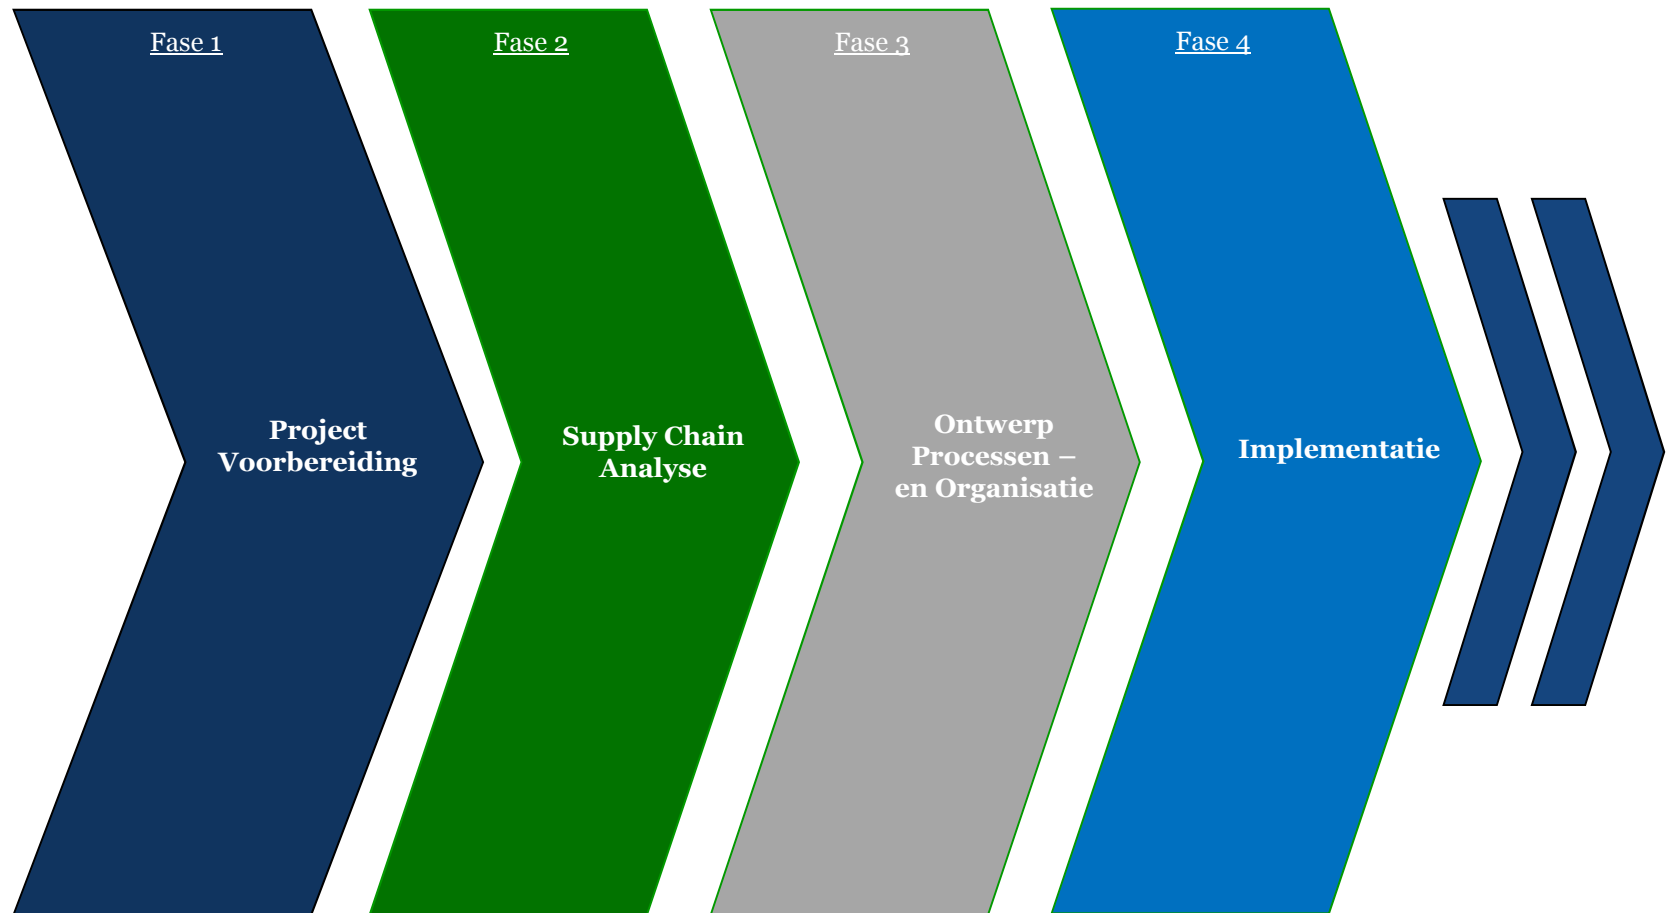 Fase 1
Project
Voorbereiding
Fase 2
Supply Chain
Analyse
Fase 3
Ontwerp
Processen –
en Organisatie
Fase 4
Implementatie